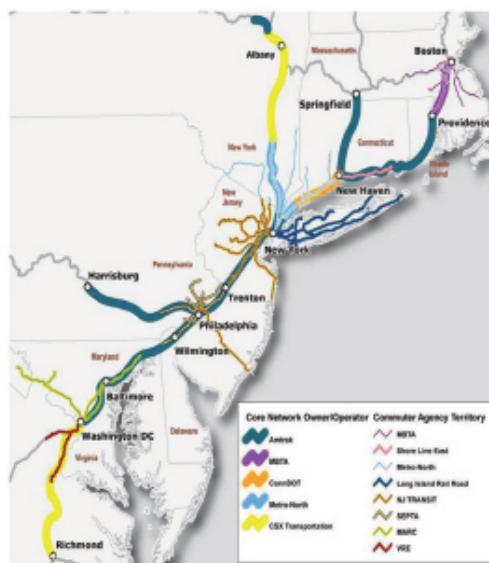 Albany
Massachusetts
Boston
Springfield
Providence
New York
Connecticut
Rhode
Island
New Haven
New
Jersey
New York
Harrisburg
Pennsylvania
Trenton
Philadelphia
Wilmington
Maryland
Baltimore
Washington DC
Delaware
Virginia
Richmond
Core Network Owner/Operator
Amtrak
MBTA
ConnDOT
Metro-North
CSX Transportation
Commuter Agency Territory
MBTA
Shore Line East
Metro-North
Long Island Rail Road
NJ TRANSIT
SEPTA
MARC
VRE